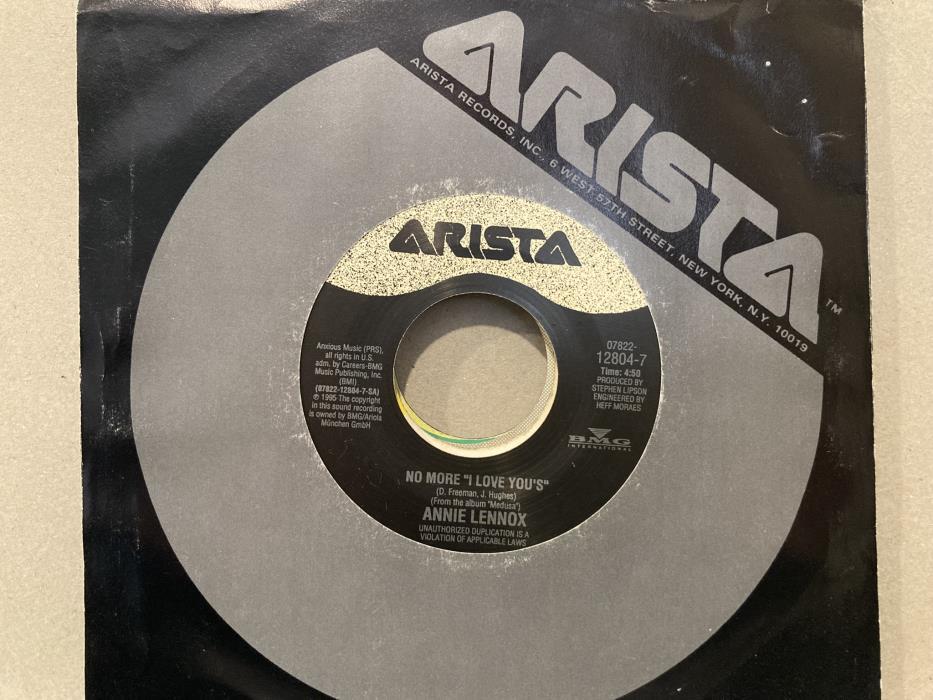 ARISTA
TM
ARISTA RECORDS, INC., 6 WEST 57TH STREET, NEW YORK, N.Y. 10019
ARISTA
Anxious Music (PRS),
all rights in U.S.
adm. by Careers-BMG
Music Publishing, Inc.
(BMI)
(07822-12804-7-SA)
℗ 1995 The copyright
in this sound recording
is owned by BMG/Ariola
München GmbH
07822-
12804-7
Time: 4:50
PRODUCED BY
STEPHEN LIPSON
ENGINEERED BY
HEFF MORAES
BMG
INTERNATIONAL
NO MORE "I LOVE YOU'S"
(D. Freeman, J. Hughes)
(From the album "Medusa")
ANNIE LENNOX
UNAUTHORIZED DUPLICATION IS A
VIOLATION OF APPLICABLE LAWS